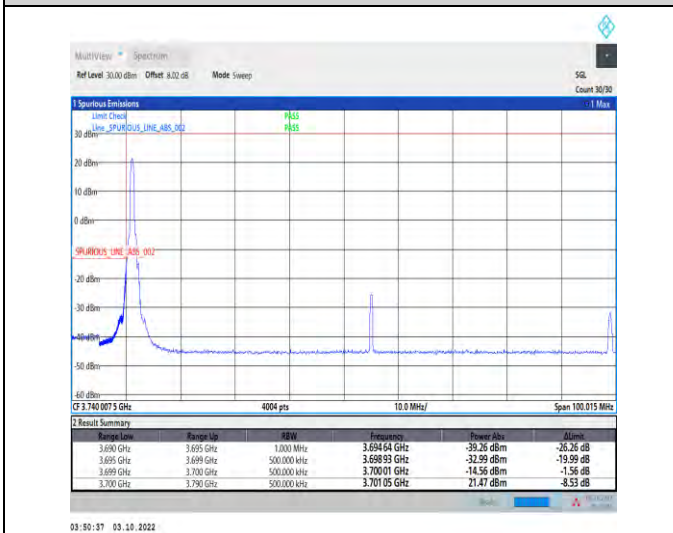 MultiView Spectrum
Ref Level 30.00 dBm Offset 8.02 dB Mode Sweep SGL
Count 30/30
1 Spurious Emissions 1 Max
Limit Check PASS
Line _SPURIOUS_LINE_ABS_002 PASS
30 dBm
20 dBm
10 dBm
0 dBm
_SPURIOUS_LINE_ABS_002
-20 dBm
-30 dBm
-40 dBm
-50 dBm
-60 dBm
CF 3.740 007 5 GHz 4004 pts 10.0 MHz/ Span 100.015 MHz
2 Result Summary
Range Low Range Up RBW Frequency Power Abs ΔLimit
3.690 GHz 3.695 GHz 1.000 MHz 3.694 64 GHz -39.26 dBm -26.26 dB
3.695 GHz 3.699 GHz 500.000 kHz 3.698 93 GHz -32.99 dBm -19.99 dB
3.699 GHz 3.700 GHz 500.000 kHz 3.700 01 GHz -14.56 dBm -1.56 dB
3.700 GHz 3.790 GHz 500.000 kHz 3.701 05 GHz 21.47 dBm -8.53 dB
03:50:37 03.10.2022